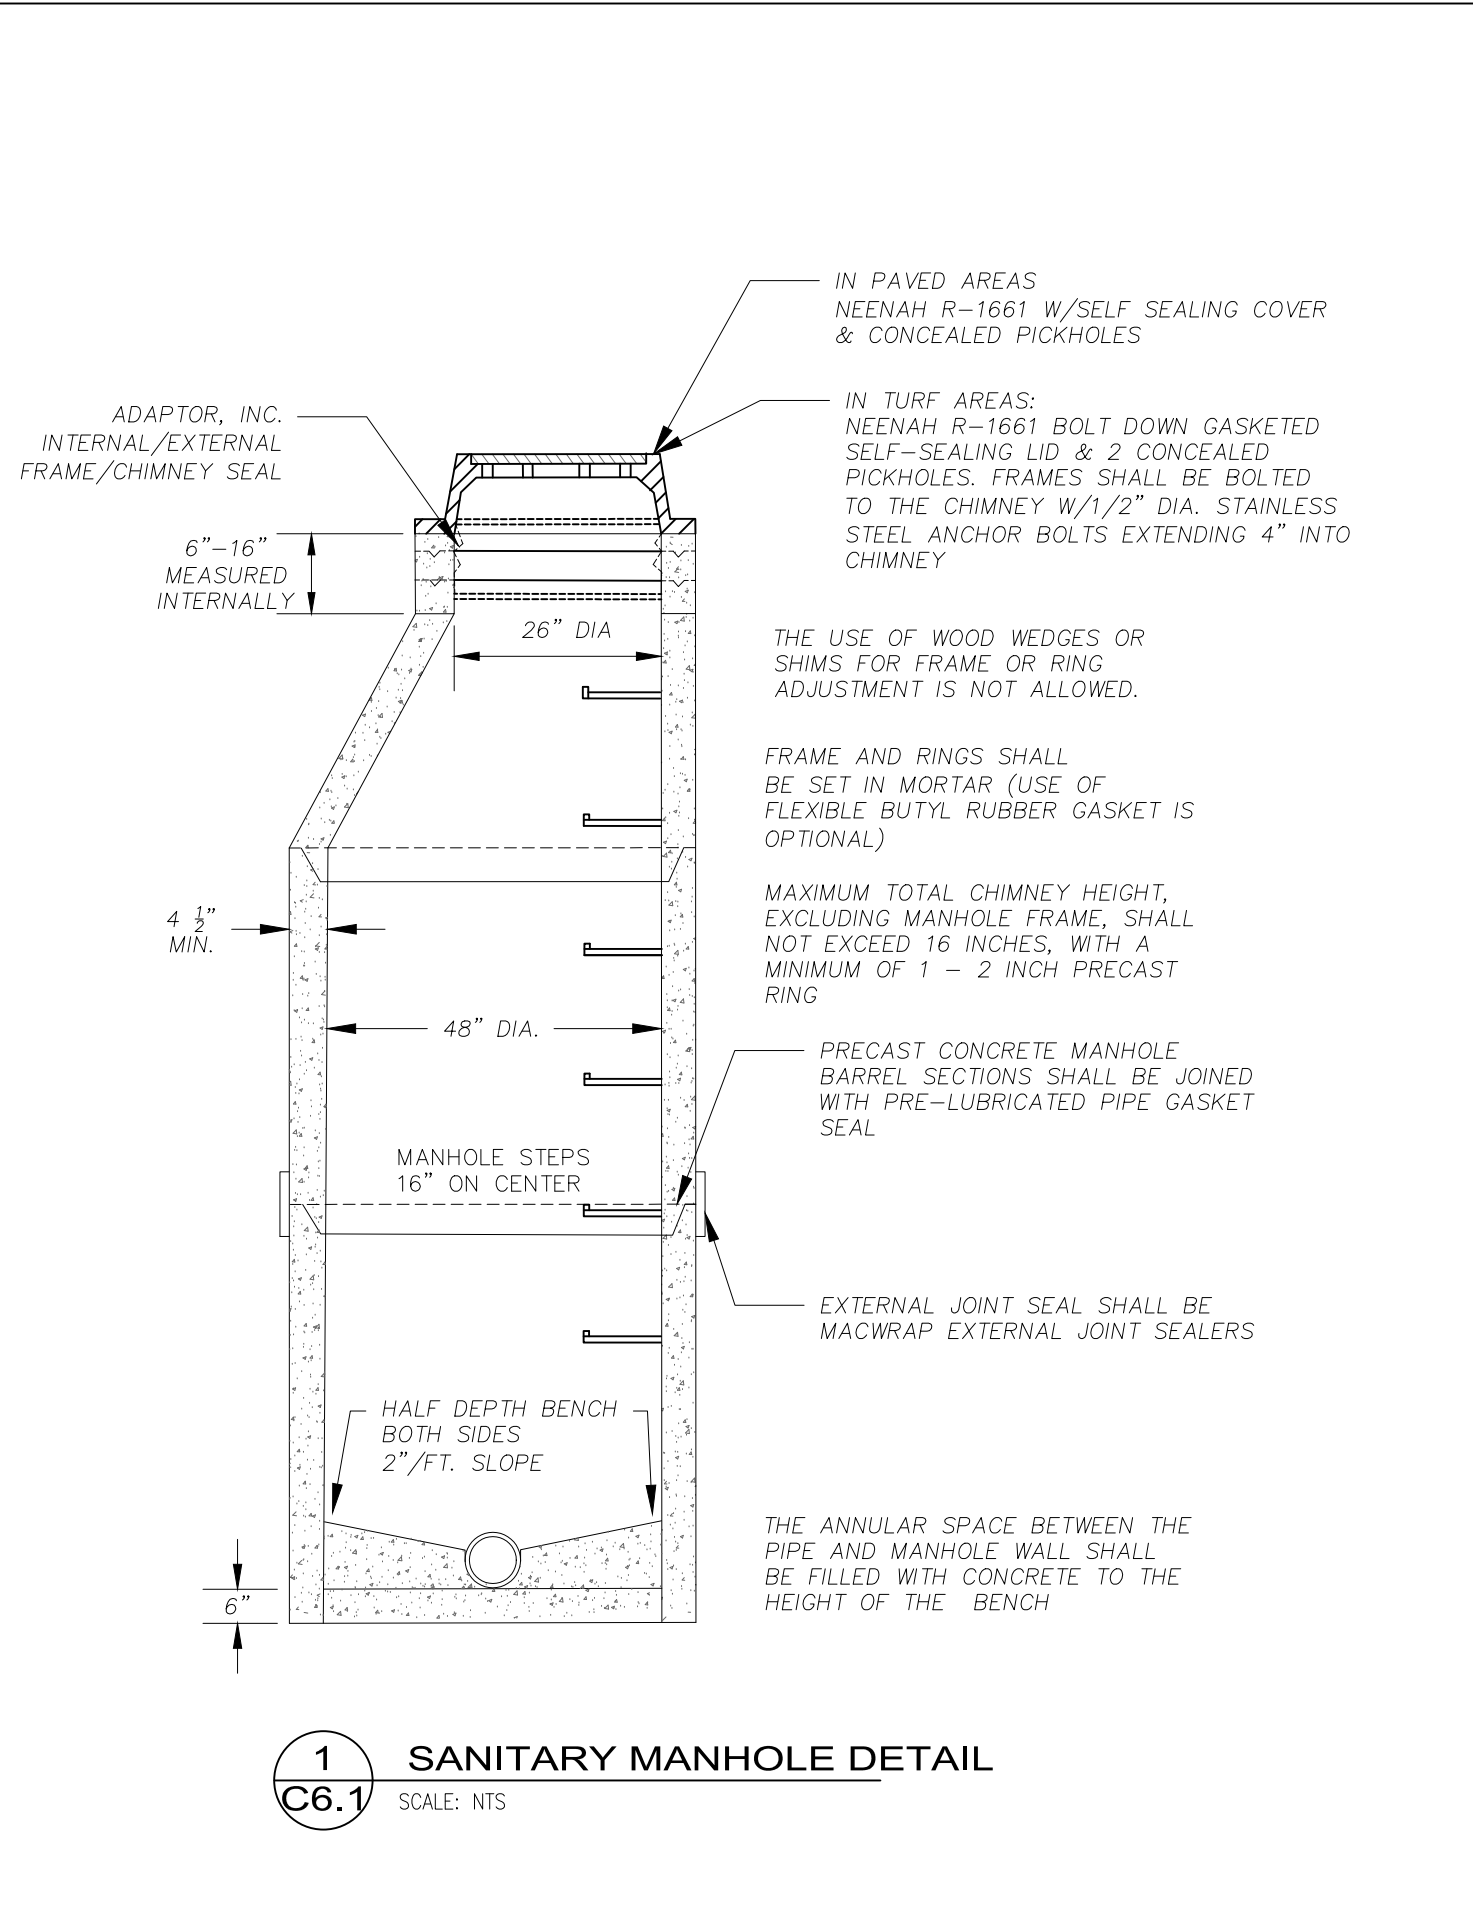 IN PAVED AREAS
NEENAH R-1661 W/SELF SEALING COVER
& CONCEALED PICKHOLES
IN TURF AREAS:
NEENAH R-1661 BOLT DOWN GASKETED
SELF-SEALING LID & 2 CONCEALED
PICKHOLES. FRAMES SHALL BE BOLTED
TO THE CHIMNEY W/1/2" DIA. STAINLESS
STEEL ANCHOR BOLTS EXTENDING 4" INTO
CHIMNEY
ADAPTOR, INC.
INTERNAL/EXTERNAL
FRAME/CHIMNEY SEAL
6"-16"
MEASURED
INTERNALLY
26" DIA
THE USE OF WOOD WEDGES OR
SHIMS FOR FRAME OR RING
ADJUSTMENT IS NOT ALLOWED.
FRAME AND RINGS SHALL
BE SET IN MORTAR (USE OF
FLEXIBLE BUTYL RUBBER GASKET IS
OPTIONAL)
MAXIMUM TOTAL CHIMNEY HEIGHT,
EXCLUDING MANHOLE FRAME, SHALL
NOT EXCEED 16 INCHES, WITH A
MINIMUM OF 1 - 2 INCH PRECAST
RING
4 1/2"
MIN.
48" DIA.
PRECAST CONCRETE MANHOLE
BARREL SECTIONS SHALL BE JOINED
WITH PRE-LUBRICATED PIPE GASKET
SEAL
MANHOLE STEPS
16" ON CENTER
EXTERNAL JOINT SEAL SHALL BE
MACWRAP EXTERNAL JOINT SEALERS
HALF DEPTH BENCH
BOTH SIDES
2"/FT. SLOPE
THE ANNULAR SPACE BETWEEN THE
PIPE AND MANHOLE WALL SHALL
BE FILLED WITH CONCRETE TO THE
HEIGHT OF THE BENCH
6"
1
C6.1
SANITARY MANHOLE DETAIL
SCALE: NTS